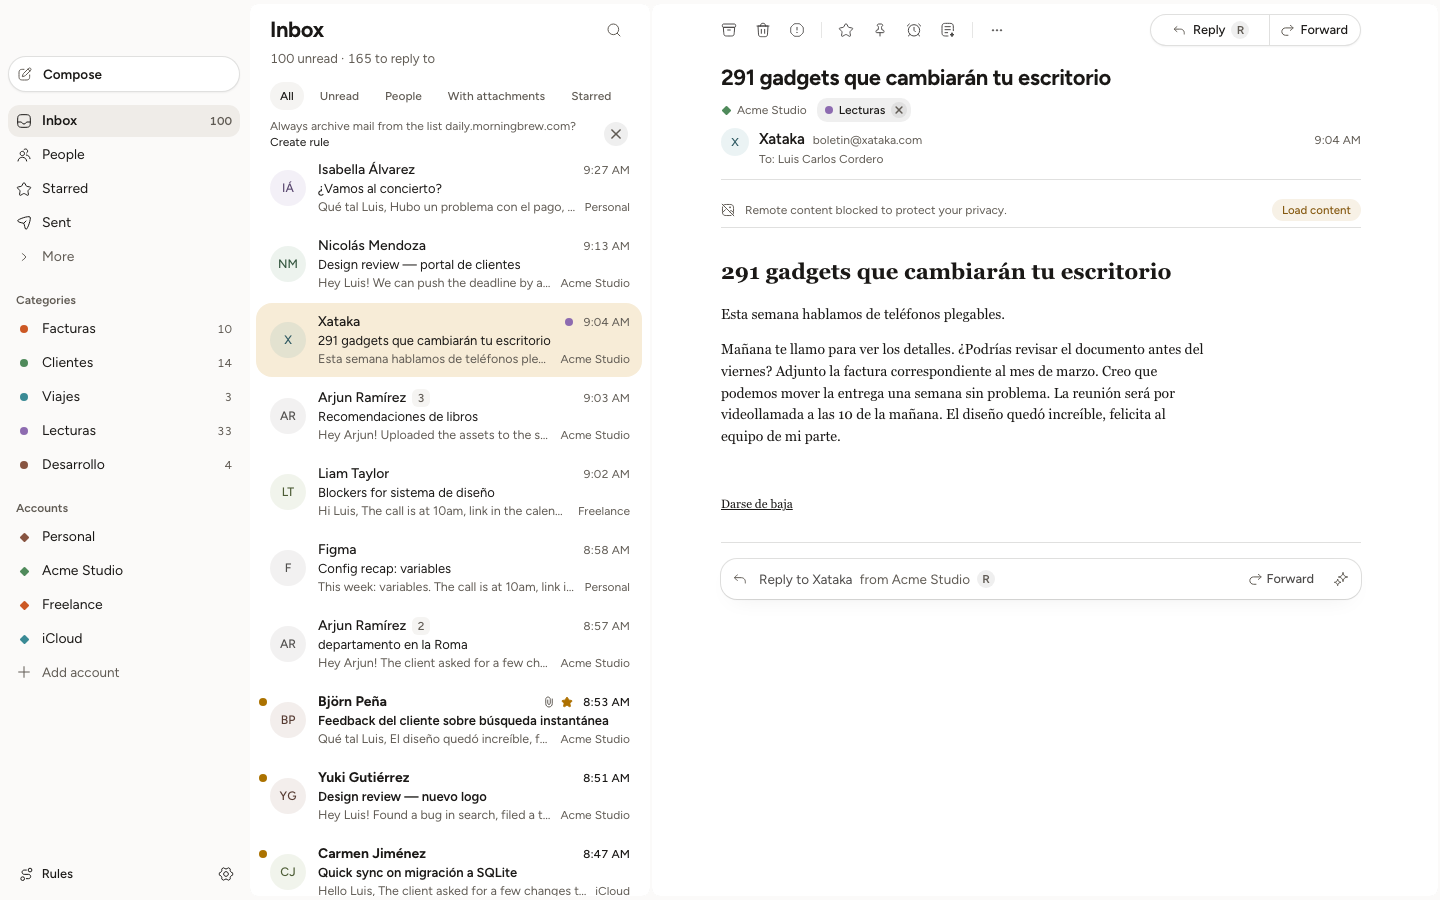 Compose
Inbox 100
People
Starred
Sent
More
Categories
Facturas 10
Clientes 14
Viajes 3
Lecturas 33
Desarrollo 4
Accounts
Personal
Acme Studio
Freelance
iCloud
Add account
Rules
Inbox
100 unread · 165 to reply to
All Unread People With attachments Starred
Always archive mail from the list daily.morningbrew.com?
Create rule
IÁ Isabella Álvarez 9:27 AM
¿Vamos al concierto?
Qué tal Luis, Hubo un problema con el pago, ... Personal
NM Nicolás Mendoza 9:13 AM
Design review — portal de clientes
Hey Luis! We can push the deadline by a... Acme Studio
X Xataka 9:04 AM
291 gadgets que cambiarán tu escritorio
Esta semana hablamos de teléfonos ple... Acme Studio
AR Arjun Ramírez 3 9:03 AM
Recomendaciones de libros
Hey Arjun! Uploaded the assets to the s... Acme Studio
LT Liam Taylor 9:02 AM
Blockers for sistema de diseño
Hi Luis, The call is at 10am, link in the calen... Freelance
F Figma 8:58 AM
Config recap: variables
This week: variables. The call is at 10am, link i... Personal
AR Arjun Ramírez 2 8:57 AM
departamento en la Roma
Hey Arjun! The client asked for a few ch... Acme Studio
BP Björn Peña 8:53 AM
Feedback del cliente sobre búsqueda instantánea
Qué tal Luis, El diseño quedó increíble, f... Acme Studio
YG Yuki Gutiérrez 8:51 AM
Design review — nuevo logo
Hey Luis! Found a bug in search, filed a t... Acme Studio
CJ Carmen Jiménez 8:47 AM
Quick sync on migración a SQLite
Hello Luis, The client asked for a few changes t... iCloud
Reply R Forward
291 gadgets que cambiarán tu escritorio
Acme Studio Lecturas
X Xataka boletin@xataka.com 9:04 AM
To: Luis Carlos Cordero
Remote content blocked to protect your privacy. Load content
291 gadgets que cambiarán tu escritorio
Esta semana hablamos de teléfonos plegables.
Mañana te llamo para ver los detalles. ¿Podrías revisar el documento antes del
viernes? Adjunto la factura correspondiente al mes de marzo. Creo que
podemos mover la entrega una semana sin problema. La reunión será por
videollamada a las 10 de la mañana. El diseño quedó increíble, felicita al
equipo de mi parte.
Darse de baja
Reply to Xataka from Acme Studio R Forward